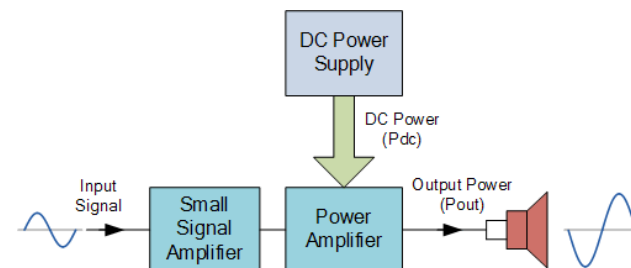 DC Power
Supply
DC Power
(Pdc)
Input
Signal
Small
Signal
Amplifier
Power
Amplifier
Output Power
(Pout)